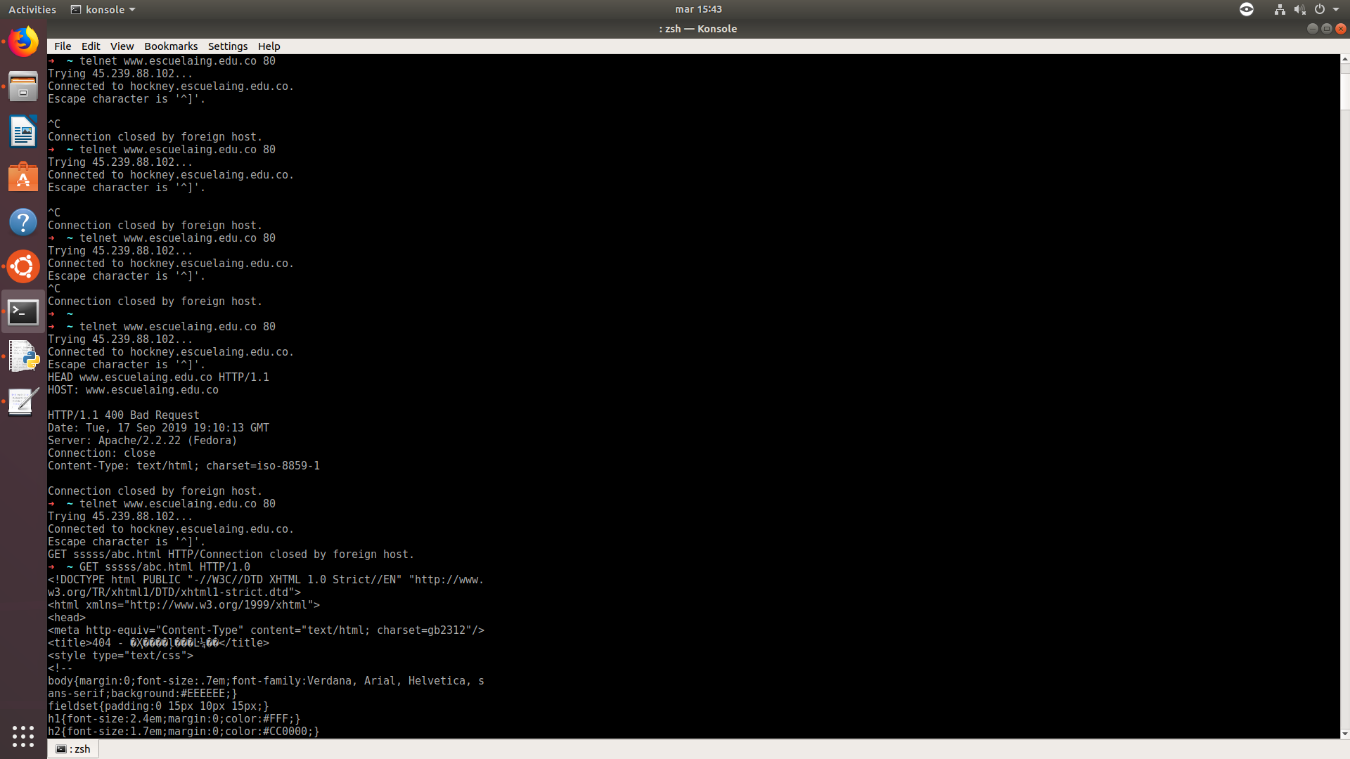 Activities
konsole
mar 15:43
: zsh — Konsole
File Edit View Bookmarks Settings Help
➜ ~ telnet www.escuelaing.edu.co 80
Trying 45.239.88.102...
Connected to hockney.escuelaing.edu.co.
Escape character is '^]'.
^C
Connection closed by foreign host.
➜ ~ telnet www.escuelaing.edu.co 80
Trying 45.239.88.102...
Connected to hockney.escuelaing.edu.co.
Escape character is '^]'.
^C
Connection closed by foreign host.
➜ ~ telnet www.escuelaing.edu.co 80
Trying 45.239.88.102...
Connected to hockney.escuelaing.edu.co.
Escape character is '^]'.
^C
Connection closed by foreign host.
➜ ~
➜ ~ telnet www.escuelaing.edu.co 80
Trying 45.239.88.102...
Connected to hockney.escuelaing.edu.co.
Escape character is '^]'.
HEAD www.escuelaing.edu.co HTTP/1.1
HOST: www.escuelaing.edu.co
HTTP/1.1 400 Bad Request
Date: Tue, 17 Sep 2019 19:10:13 GMT
Server: Apache/2.2.22 (Fedora)
Connection: close
Content-Type: text/html; charset=iso-8859-1
Connection closed by foreign host.
➜ ~ telnet www.escuelaing.edu.co 80
Trying 45.239.88.102...
Connected to hockney.escuelaing.edu.co.
Escape character is '^]'.
GET sssss/abc.html HTTP/Connection closed by foreign host.
➜ ~ GET sssss/abc.html HTTP/1.0
<!DOCTYPE html PUBLIC "-//W3C//DTD XHTML 1.0 Strict//EN" "http://www.
w3.org/TR/xhtml1/DTD/xhtml1-strict.dtd">
<html xmlns="http://www.w3.org/1999/xhtml">
<head>
<meta http-equiv="Content-Type" content="text/html; charset=gb2312"/>
<title>404 - </title>
<style type="text/css">
<!--
body{margin:0;font-size:.7em;font-family:Verdana, Arial, Helvetica, s
ans-serif;background:#EEEEEE;}
fieldset{padding:0 15px 10px 15px;}
h1{font-size:2.4em;margin:0;color:#FFF;}
h2{font-size:1.7em;margin:0;color:#CC0000;}
: zsh